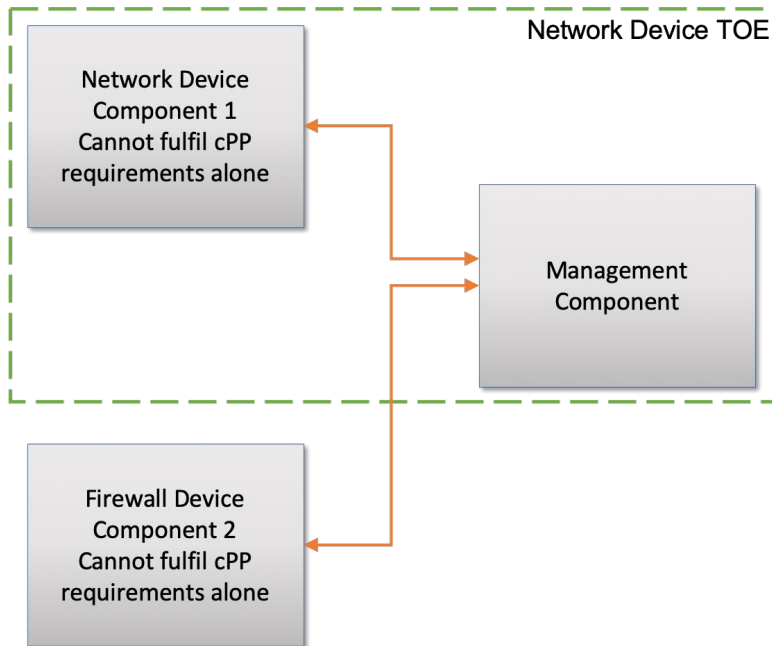 Network Device TOE
Network Device
Component 1
Cannot fulfil cPP
requirements alone
Management
Component
Firewall Device
Component 2
Cannot fulfil cPP
requirements alone